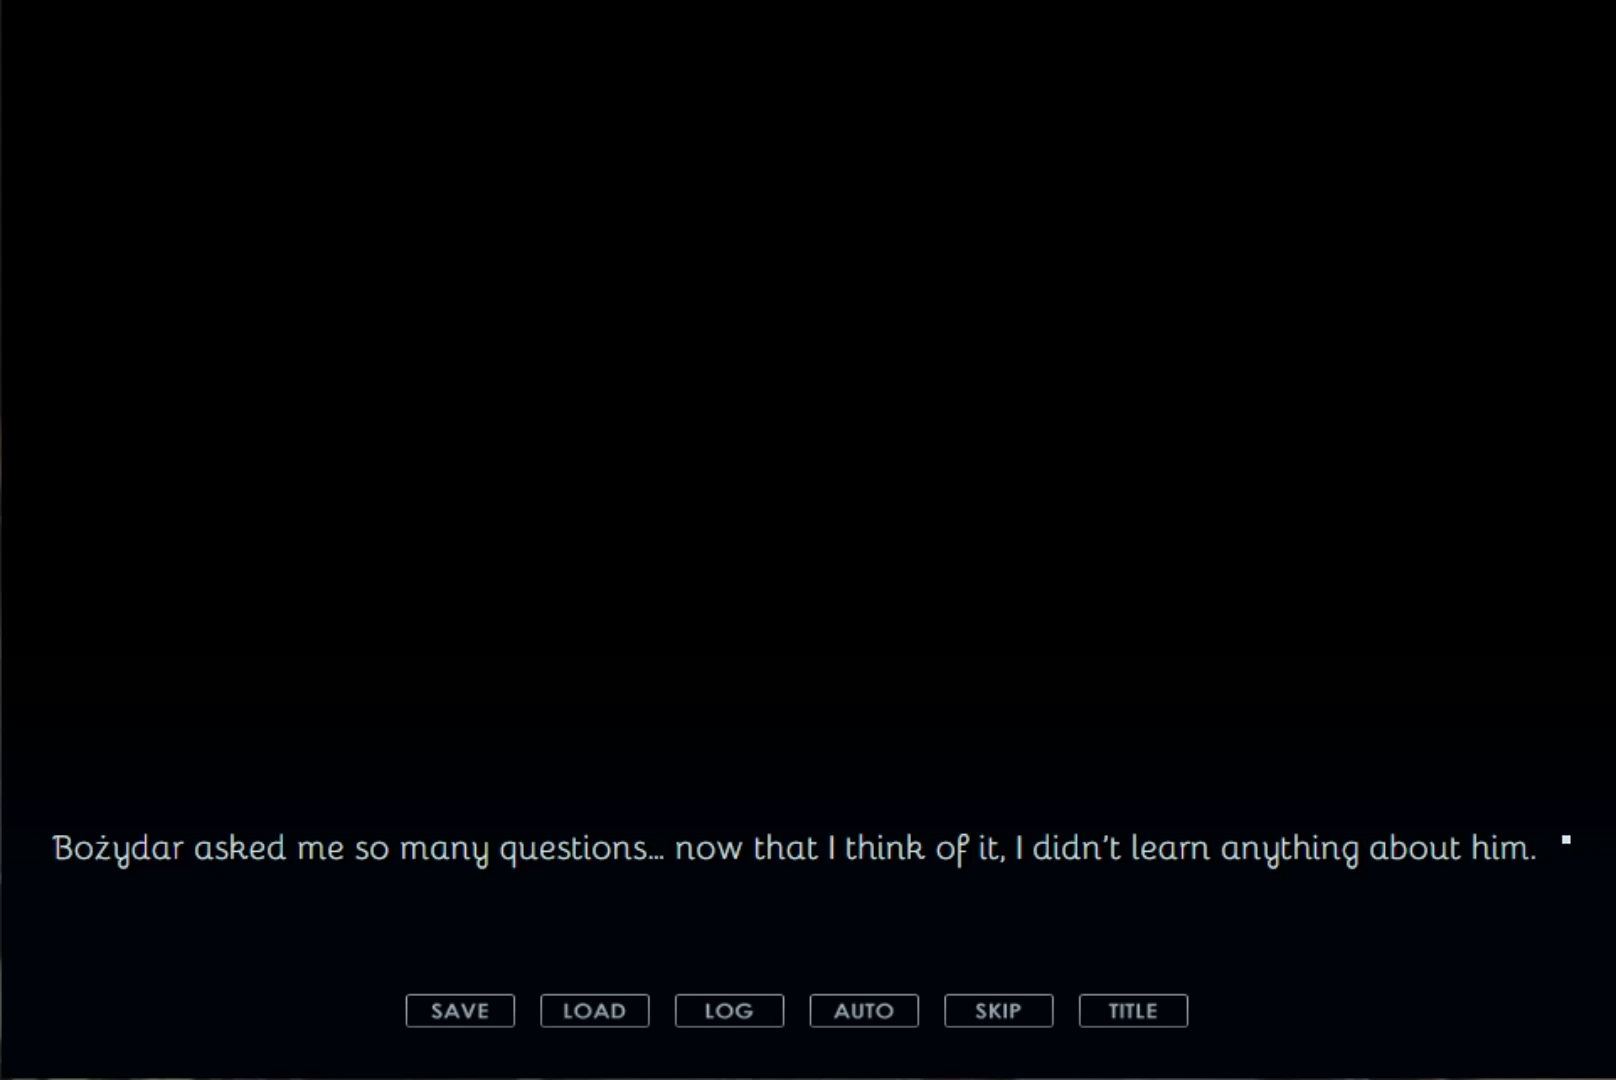 Bożydar asked me so many questions... now that I think of it, I didn't learn anything about him.
SAVE LOAD LOG AUTO SKIP TITLE